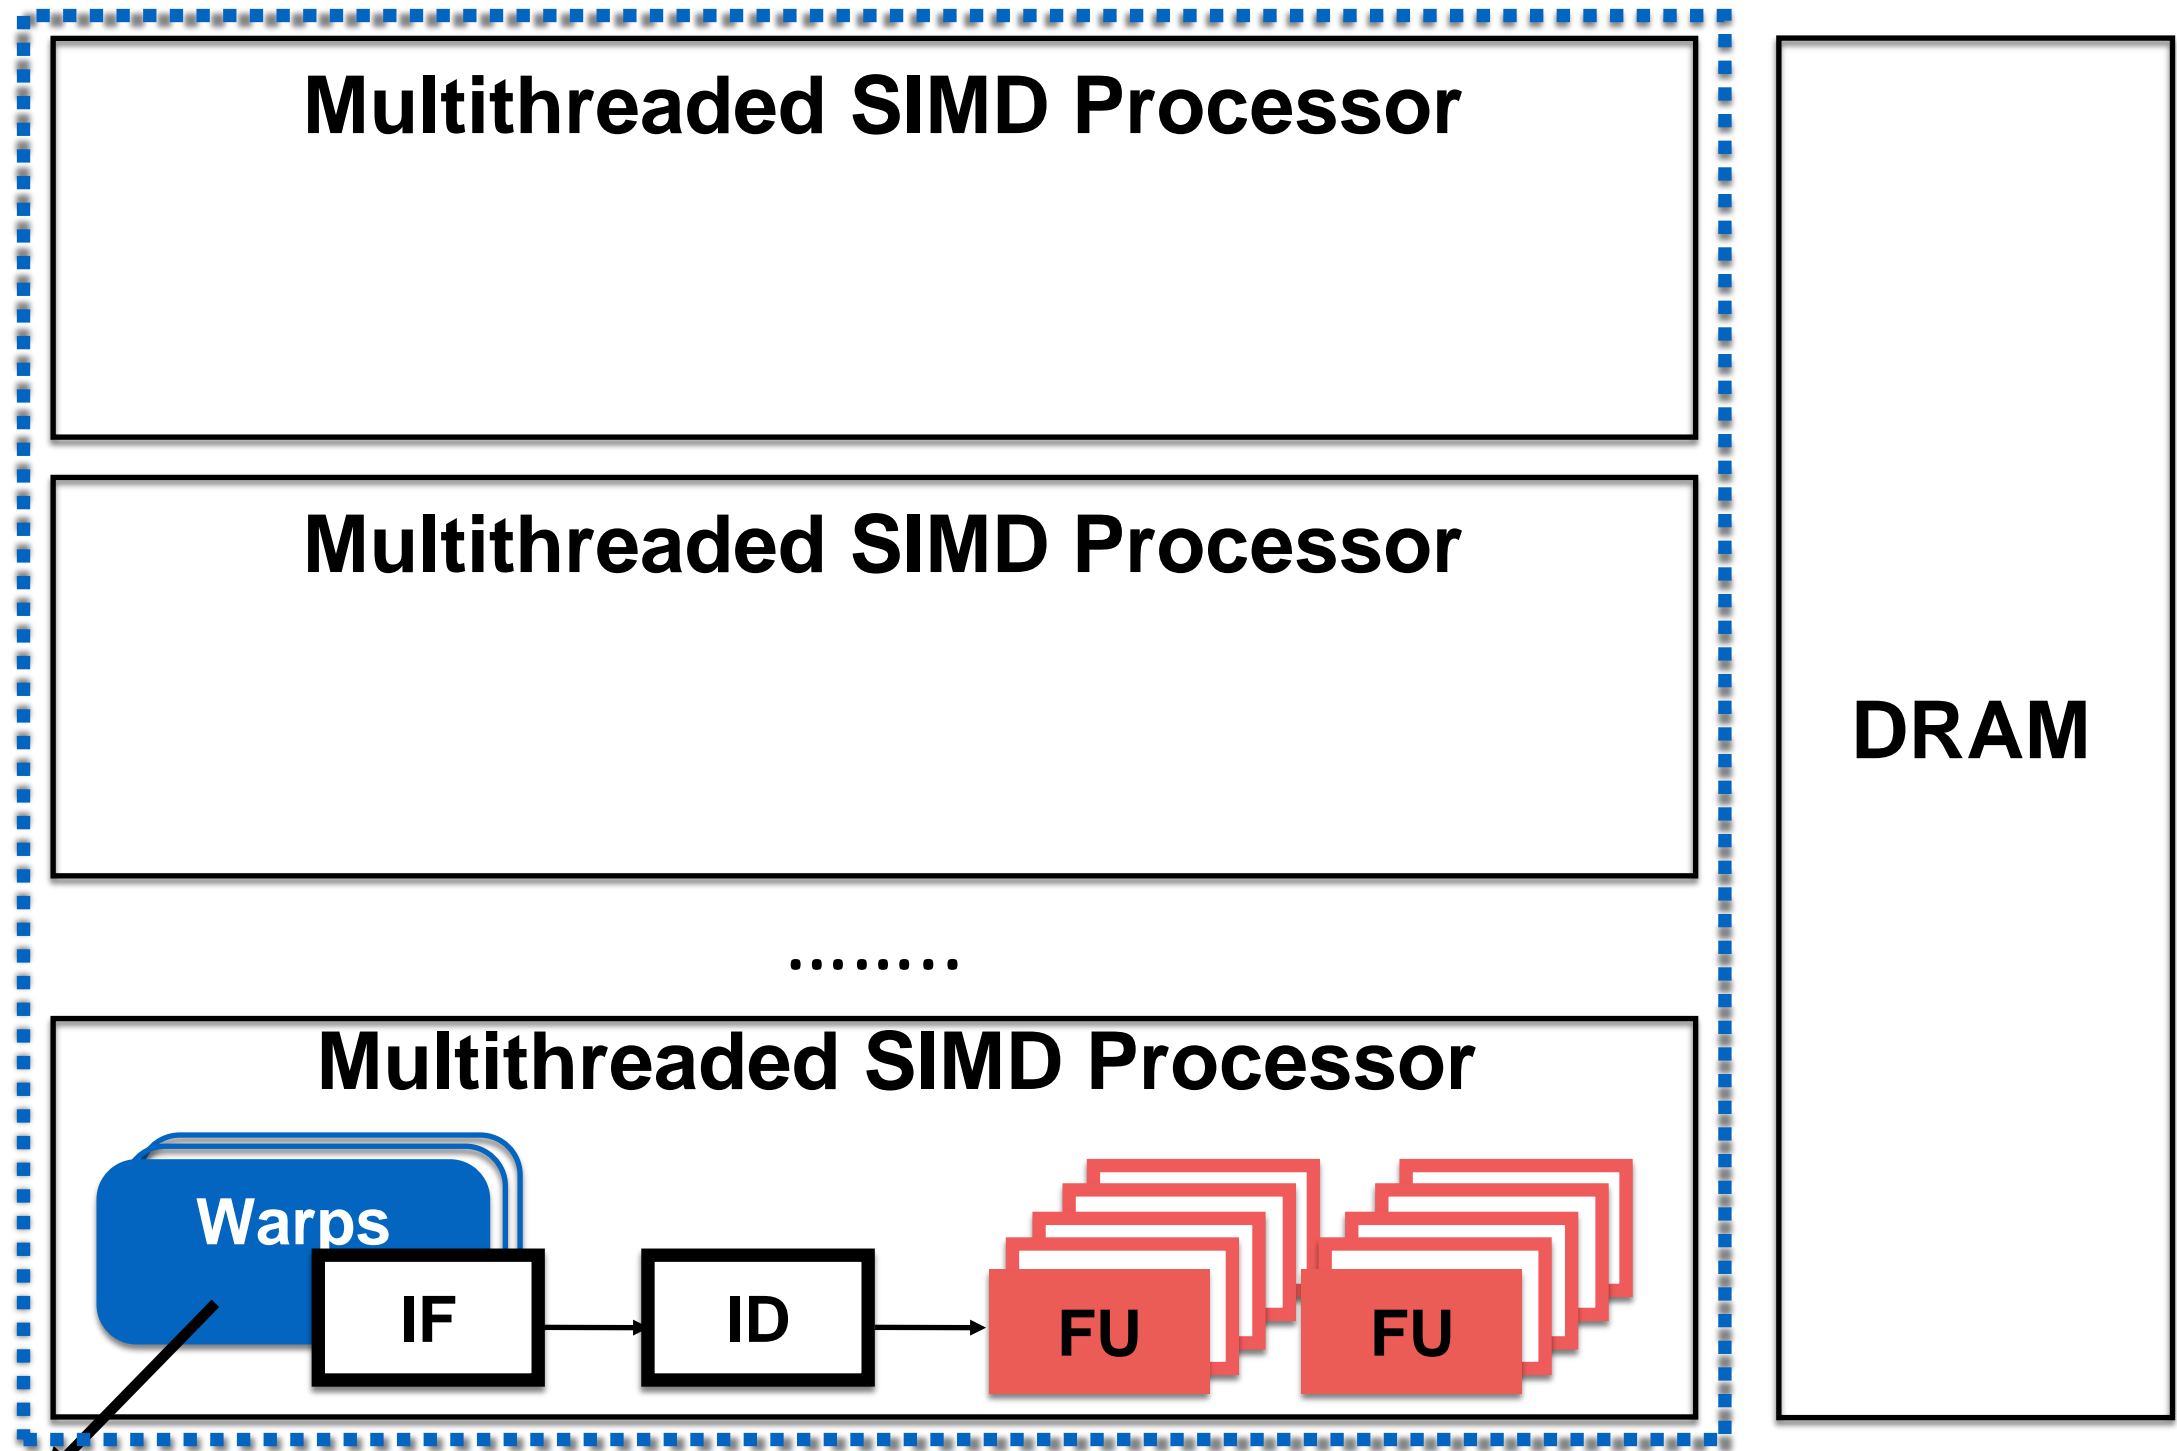 Multithreaded SIMD Processor
Multithreaded SIMD Processor
DRAM
........
Multithreaded SIMD Processor
Warps
IF
ID
FU
FU